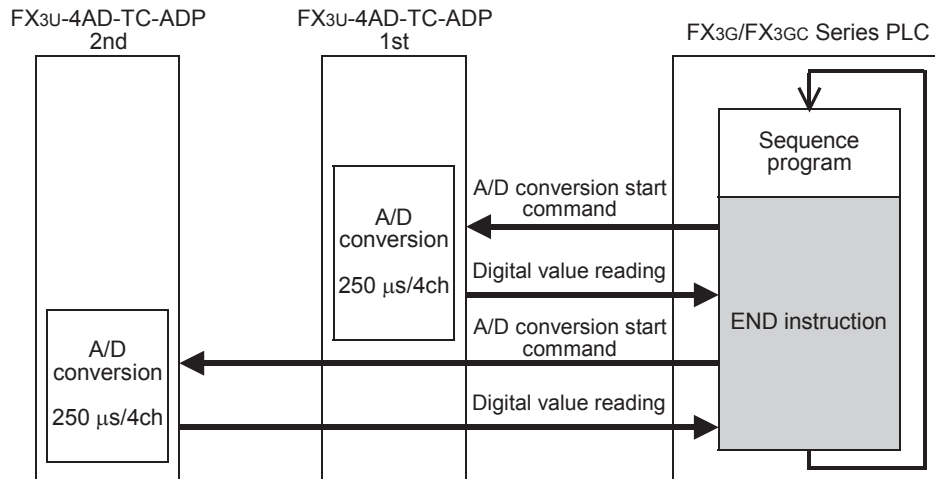 FX3U-4AD-TC-ADP
2nd
FX3U-4AD-TC-ADP
1st
FX3G/FX3GC Series PLC
Sequence
program
A/D conversion start
command
A/D
conversion
250 μs/4ch
Digital value reading
END instruction
A/D conversion start
command
A/D
conversion
250 μs/4ch
Digital value reading